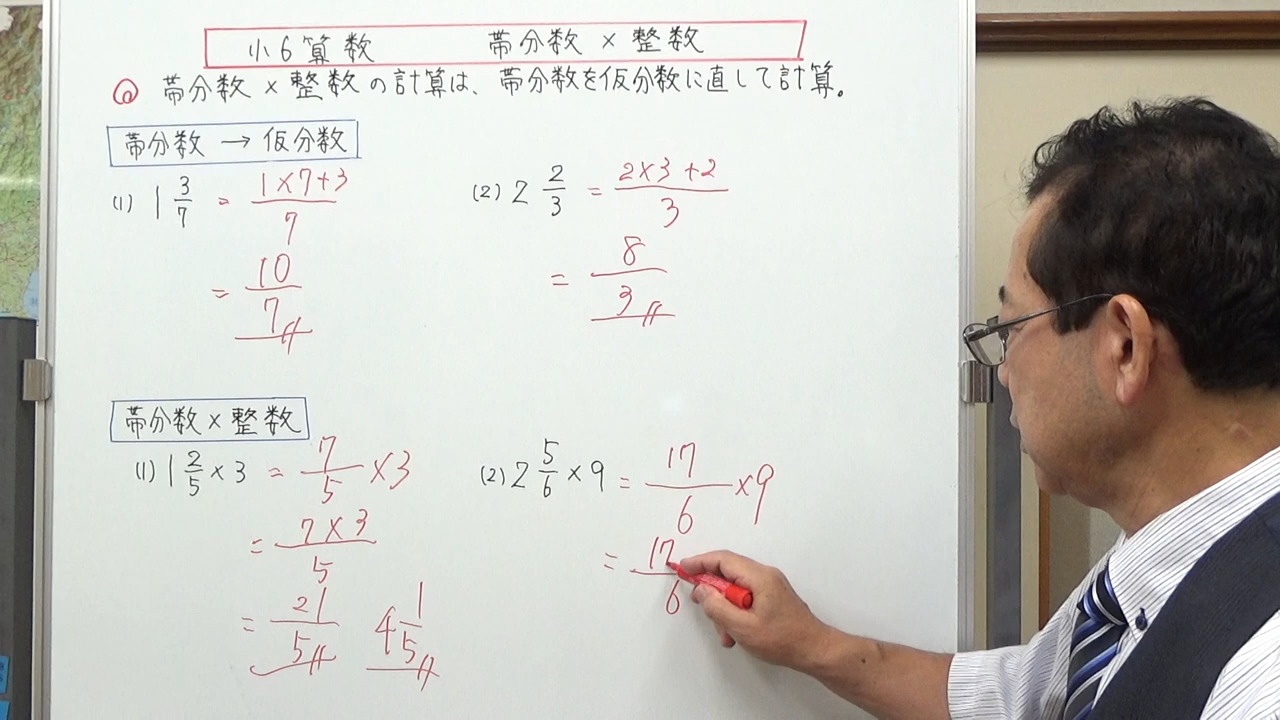 小6算数 帯分数 × 整数
◎ 帯分数 × 整数の計算は、帯分数を仮分数に直して計算。
帯分数 → 仮分数
(1) 1 3/7 = (1×7+3)/7
= 10/7
(2) 2 2/3 = (2×3+2)/3
= 8/3
帯分数 × 整数
(1) 1 2/5 × 3 = 7/5 ×3
= (7×3)/5
= 21/5 4 1/5
(2) 2 5/6 × 9 = 17/6 ×9
= 17/6